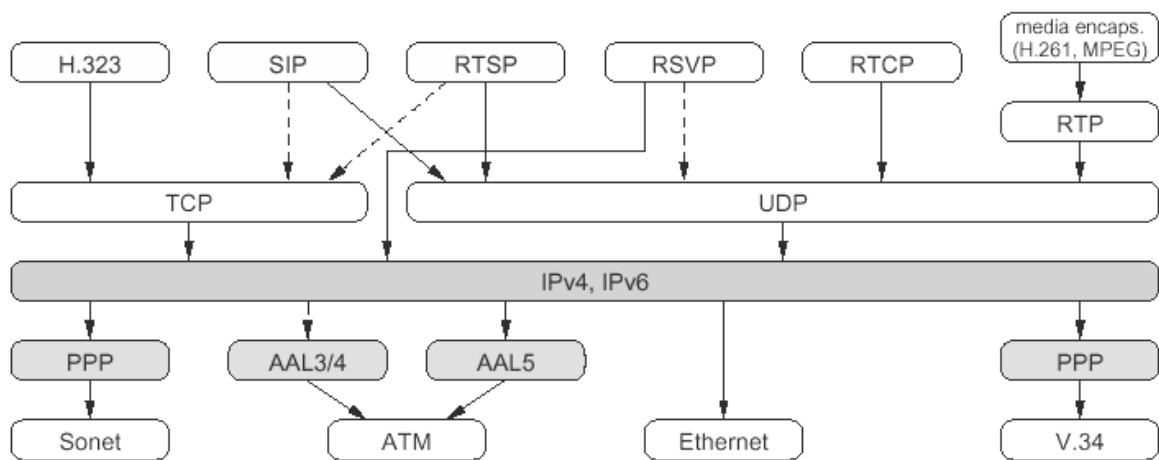 media encaps.
(H.261, MPEG)
H.323
SIP
RTSP
RSVP
RTCP
RTP
TCP
UDP
IPv4, IPv6
PPP
AAL3/4
AAL5
PPP
Sonet
ATM
Ethernet
V.34